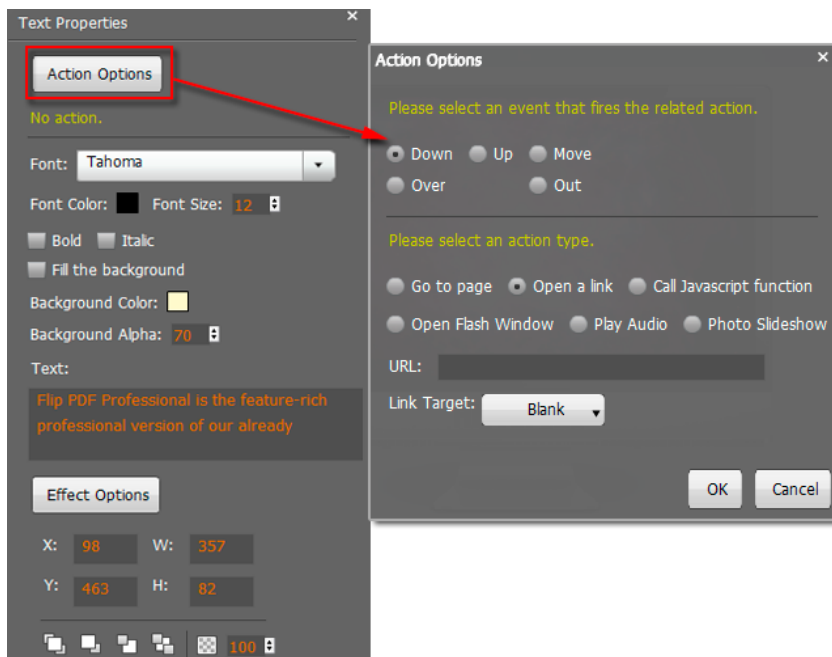 Text Properties
Action Options
No action.
Font: Tahoma
Font Color: Font Size: 12
Bold Italic
Fill the background
Background Color:
Background Alpha: 70
Text:
Flip PDF Professional is the feature-rich
professional version of our already
Effect Options
X: 98 W: 357
Y: 463 H: 82
100
Action Options
Please select an event that fires the related action.
Down Up Move
Over Out
Please select an action type.
Go to page Open a link Call Javascript function
Open Flash Window Play Audio Photo Slideshow
URL:
Link Target: Blank
OK Cancel